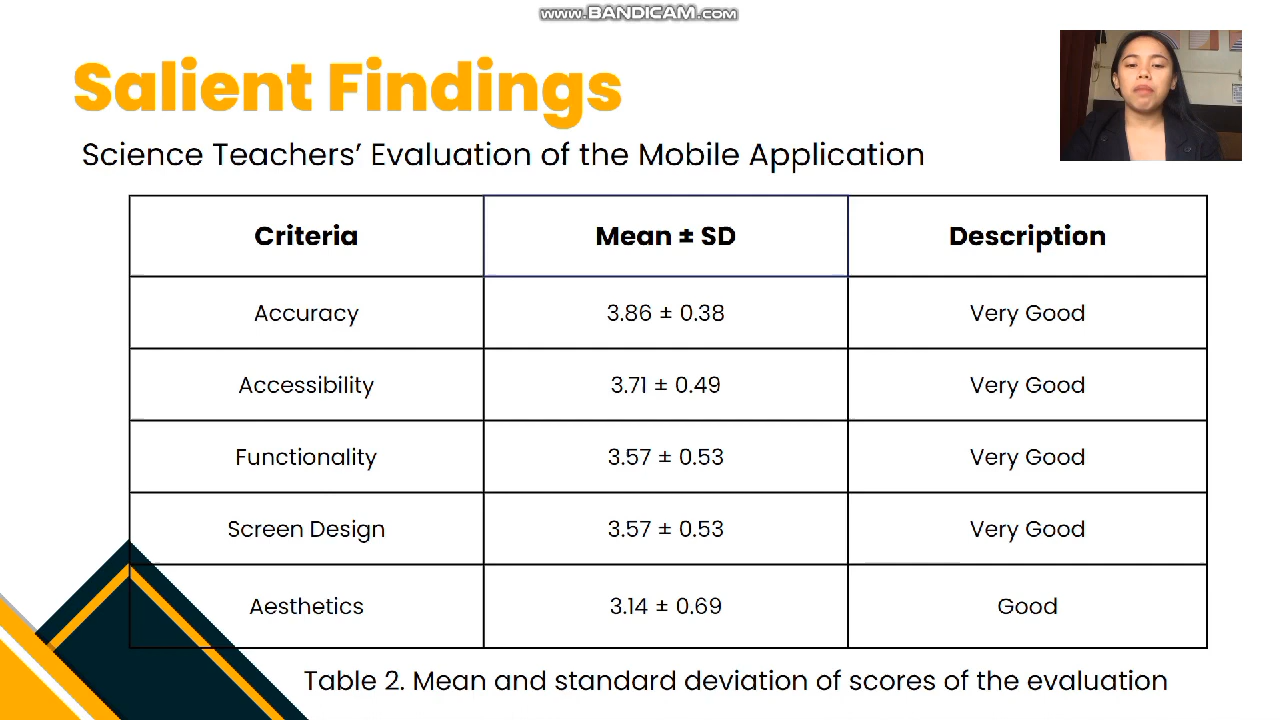 www.BANDICAM.com
Salient Findings
Science Teachers’ Evaluation of the Mobile Application
Criteria Mean ± SD Description
Accuracy 3.86 ± 0.38 Very Good
Accessibility 3.71 ± 0.49 Very Good
Functionality 3.57 ± 0.53 Very Good
Screen Design 3.57 ± 0.53 Very Good
Aesthetics 3.14 ± 0.69 Good
Table 2. Mean and standard deviation of scores of the evaluation